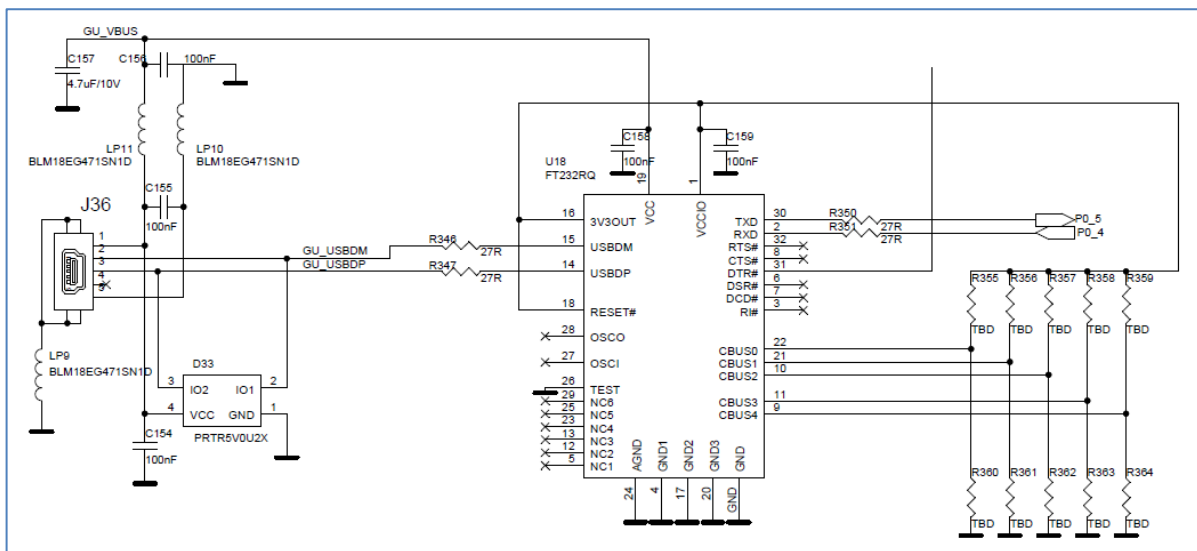 GU_VBUS
C157
4.7uF/10V
C156
100nF
LP11
BLM18EG471SN1D
LP10
BLM18EG471SN1D
C155
100nF
J36
1
2
3
4
5
GU_USBDM
GU_USBDP
R346
27R
R347
27R
LP9
BLM18EG471SN1D
D33
3 IO2 IO1 2
4 VCC GND 1
PRTR5V0U2X
C154
100nF
U18
FT232RQ
C158
100nF
C159
100nF
19
VCC
1
VCCIO
16 3V3OUT
15 USBDM
14 USBDP
18 RESET#
28 OSCO
27 OSCI
26 TEST
29 NC6
25 NC5
23 NC4
13 NC3
12 NC2
5 NC1
TXD 30
RXD 2
RTS# 32
CTS# 8
DTR# 31
DSR# 6
DCD# 7
RI# 3
CBUS0 22
CBUS1 21
CBUS2 10
CBUS3 11
CBUS4 9
AGND
GND1
GND2
GND3
GND
24
4
17
20
GND
R350
27R
R351
27R
P0_5
P0_4
R355 R356 R357 R358 R359
TBD TBD TBD TBD TBD
R360 R361 R362 R363 R364
TBD TBD TBD TBD TBD